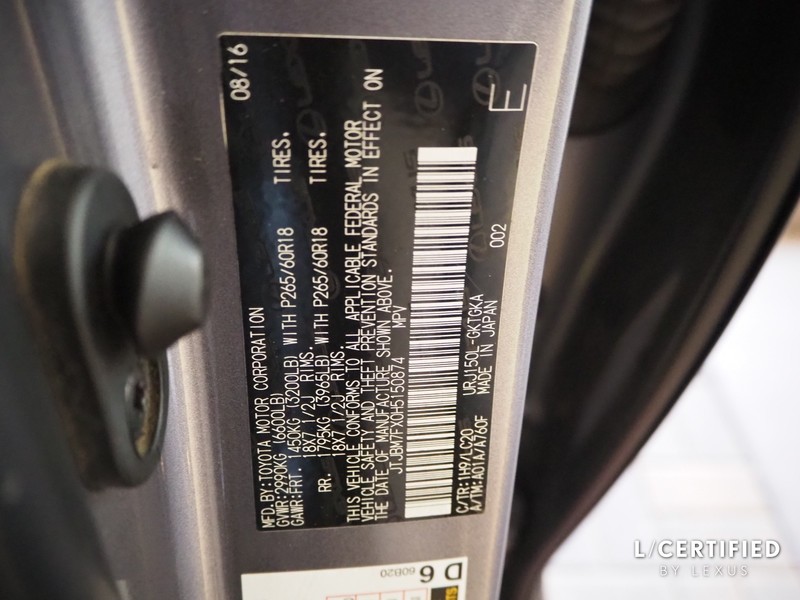 08/16
MFD.BY:TOYOTA MOTOR CORPORATION
GVWR:2990KG (6600LB)
GAWR:FRT. 1450KG (3200LB) WITH P265/60R18 TIRES.
18X7 1/2J RIMS.
RR. 1795KG (3965LB) WITH P265/60R18 TIRES.
18X7 1/2J RIMS.
THIS VEHICLE CONFORMS TO ALL APPLICABLE FEDERAL MOTOR
VEHICLE SAFETY AND THEFT PREVENTION STANDARDS IN EFFECT ON
THE DATE OF MANUFACTURE SHOWN ABOVE.
JTJBM7FX0H5150874 MPV
C/TR:1H9/LC20 URJ150L-GKTGKA 002
A/TM:A01A/A760F MADE IN JAPAN
E
D 6
60B20
L/CERTIFIED
BY LEXUS